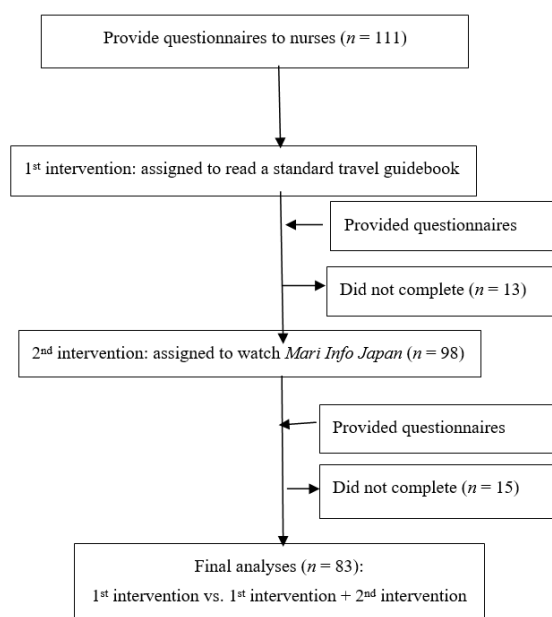 Provide questionnaires to nurses (n = 111)
1st intervention: assigned to read a standard travel guidebook
Provided questionnaires
Did not complete (n = 13)
2nd intervention: assigned to watch Mari Info Japan (n = 98)
Provided questionnaires
Did not complete (n = 15)
Final analyses (n = 83):
1st intervention vs. 1st intervention + 2nd intervention